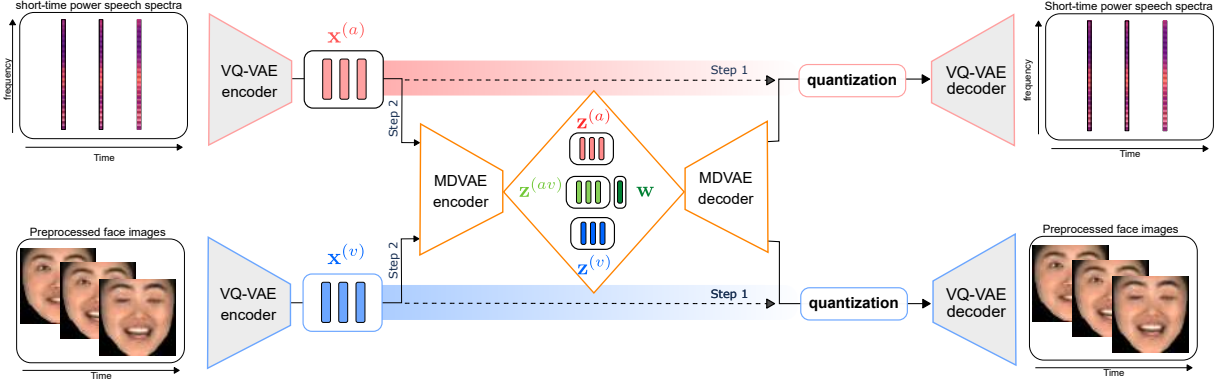 short-time power speech spectra
frequency
Time
VQ-VAE
encoder
x^(a)
Step 1
Step 2
quantization
VQ-VAE
decoder
Short-time power speech spectra
frequency
Time
MDVAE
encoder
z^(a)
z^(av)
w
z^(v)
MDVAE
decoder
Preprocessed face images
Time
VQ-VAE
encoder
x^(v)
Step 2
Step 1
quantization
VQ-VAE
decoder
Preprocessed face images
Time